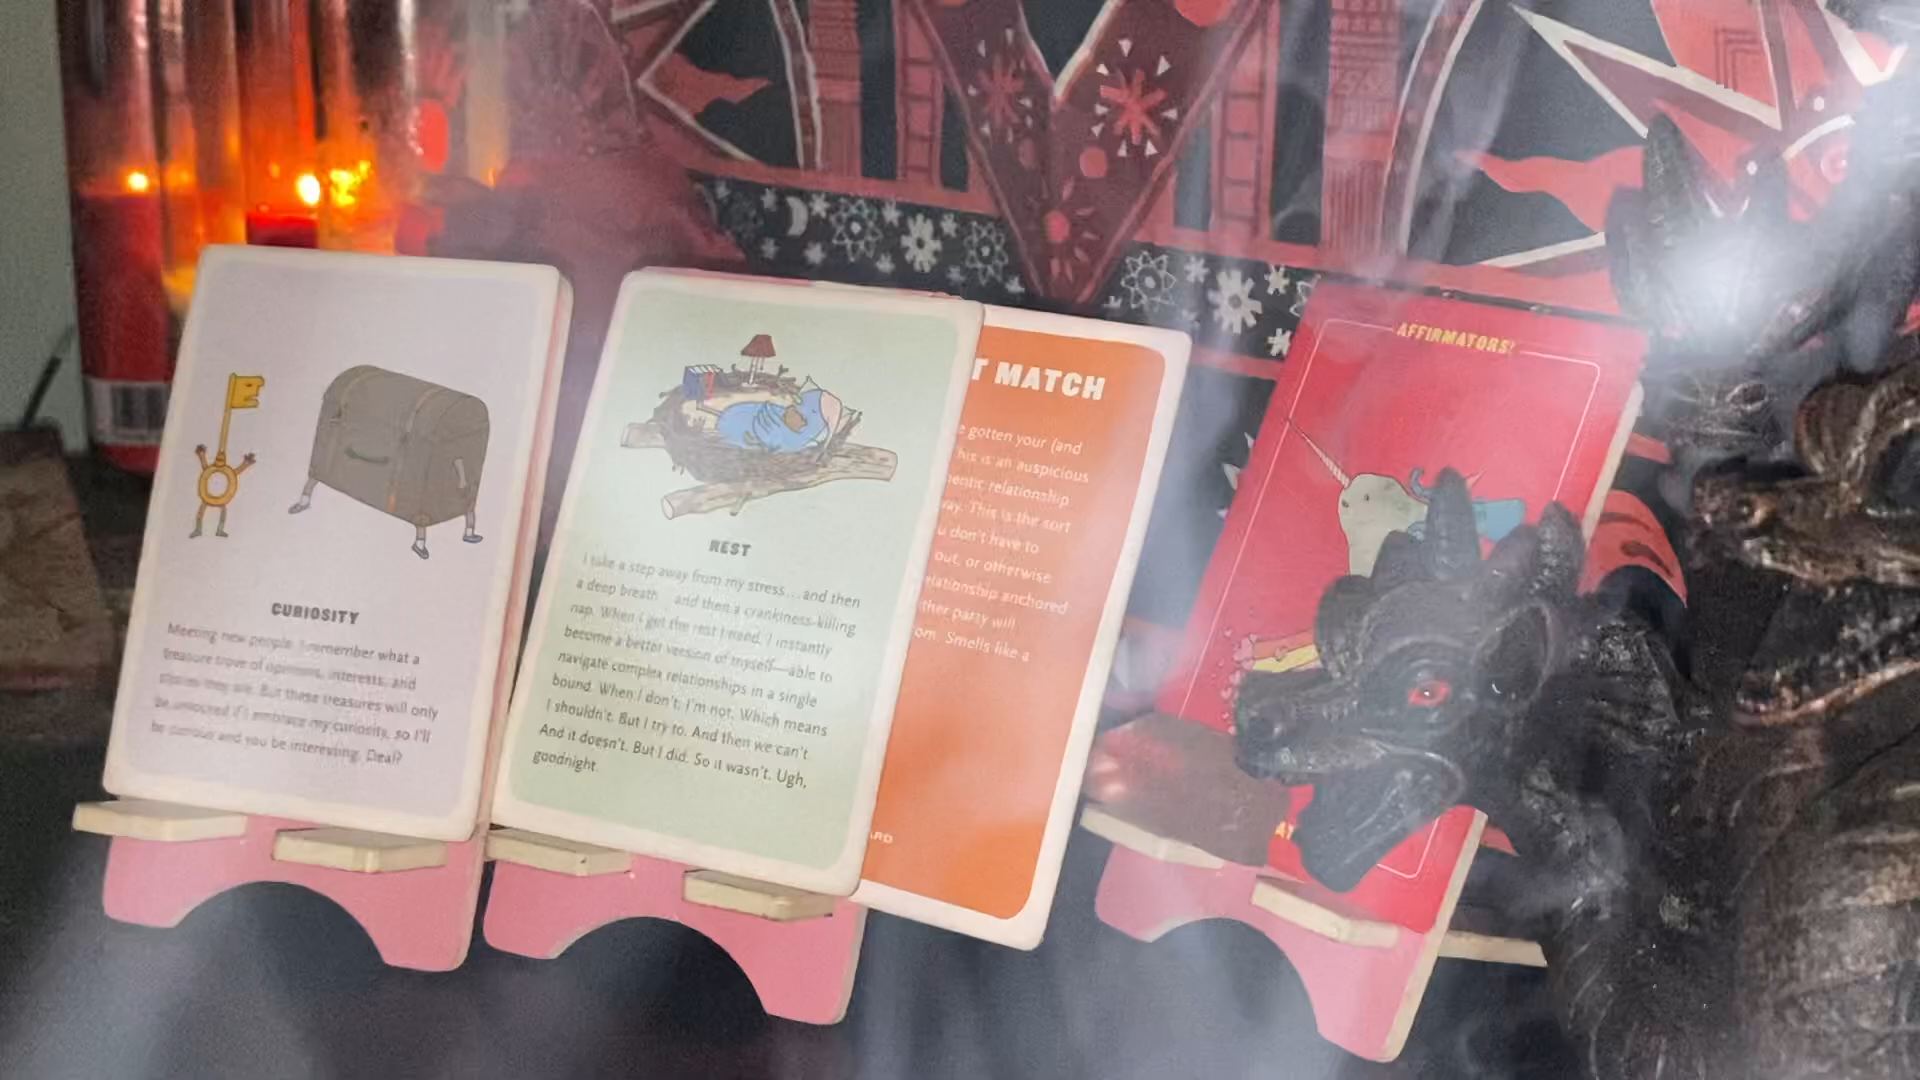 CURIOSITY
Meeting new people, I remember what a
treasure trove of opinions, interests, and
stories they are. But these treasures will only
be unlocked if I embrace my curiosity, so I'll
be curious and you be interesting. Deal?
REST
I take a step away from my stress...and then
a deep breath...and then a crankiness-killing
nap. When I get the rest I need, I instantly
become a better version of myself—able to
navigate complex relationships in a single
bound. When I don't, I'm not. Which means
I shouldn't. But I try to. And then we can't.
And it doesn't. But I did. So it wasn't. Ugh,
goodnight.
T MATCH
e gotten your (and
his is an auspicious
entic relationship
way. This is the sort
u don't have to
out, or otherwise
elationship anchored
ther party will
om. Smells like a
ARD
AFFIRMATORS!